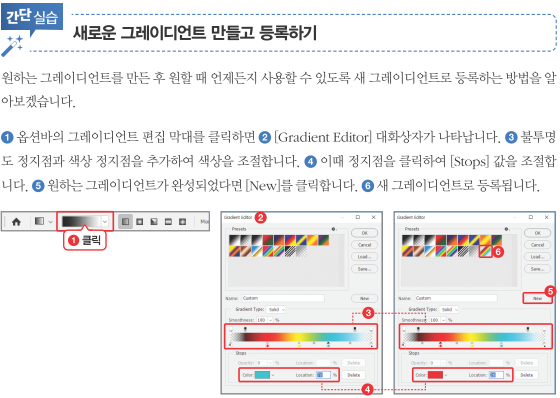 간단 실습
새로운 그레이디언트 만들고 등록하기
원하는 그레이디언트를 만든 후 원할 때 언제든지 사용할 수 있도록 새 그레이디언트로 등록하는 방법을 알
아보겠습니다.
1 옵션바의 그레이디언트 편집 막대를 클릭하면 2 [Gradient Editor] 대화상자가 나타납니다. 3 불투명
도 정지점과 색상 정지점을 추가하여 색상을 조절합니다. 4 이때 정지점을 클릭하여 [Stops] 값을 조절합
니다. 5 원하는 그레이디언트가 완성되었다면 [New]를 클릭합니다. 6 새 그레이디언트로 등록됩니다.
Mo
1 클릭
Gradient Editor 2
Presets
OK
Cancel
Load...
Save...
Name: Custom
New
Gradient Type: Solid
Smoothness: 100 %
3
Stops
Opacity: % Location: % Delete
Color: Location: % Delete
4
Gradient Editor
Presets
6
OK
Cancel
Load...
Save...
5
Name: Custom
New
Gradient Type: Solid
Smoothness: 100 %
Stops
Opacity: % Location: % Delete
Color: Location: % Delete